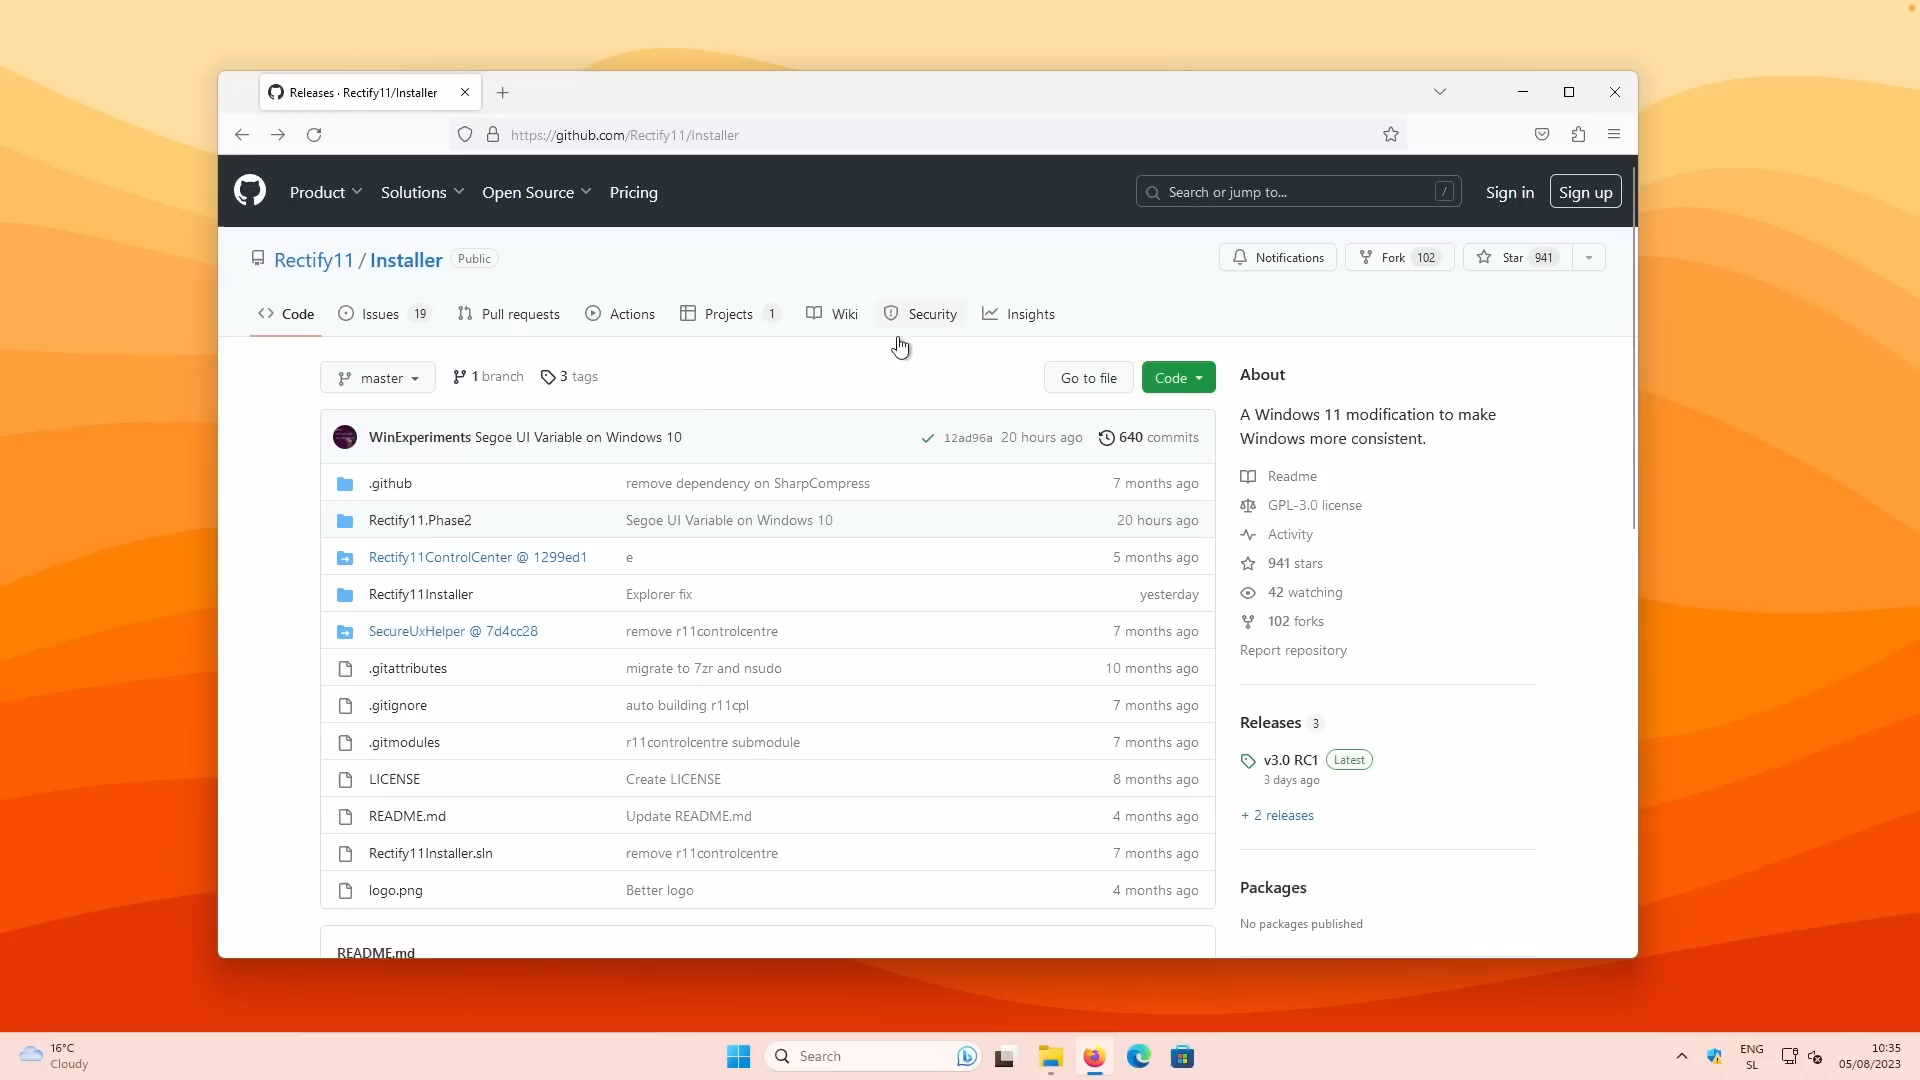 Releases · Rectify11/Installer
https://github.com/Rectify11/Installer
Product Solutions Open Source Pricing
Search or jump to... /
Sign in Sign up
Rectify11 / Installer Public
Notifications Fork 102 Star 941
Code Issues 19 Pull requests Actions Projects 1 Wiki Security Insights
master 1 branch 3 tags Go to file Code
WinExperiments Segoe UI Variable on Windows 10 12ad96a 20 hours ago 640 commits
.github remove dependency on SharpCompress 7 months ago
Rectify11.Phase2 Segoe UI Variable on Windows 10 20 hours ago
Rectify11ControlCenter @ 1299ed1 e 5 months ago
Rectify11Installer Explorer fix yesterday
SecureUxHelper @ 7d4cc28 remove r11controlcentre 7 months ago
.gitattributes migrate to 7zr and nsudo 10 months ago
.gitignore auto building r11cpl 7 months ago
.gitmodules r11controlcentre submodule 7 months ago
LICENSE Create LICENSE 8 months ago
README.md Update README.md 4 months ago
Rectify11Installer.sln remove r11controlcentre 7 months ago
logo.png Better logo 4 months ago
README.md
About
A Windows 11 modification to make
Windows more consistent.
Readme
GPL-3.0 license
Activity
941 stars
42 watching
102 forks
Report repository
Releases 3
v3.0 RC1 Latest
3 days ago
+ 2 releases
Packages
No packages published
16°C
Cloudy
Search
ENG
SL
10:35
05/08/2023